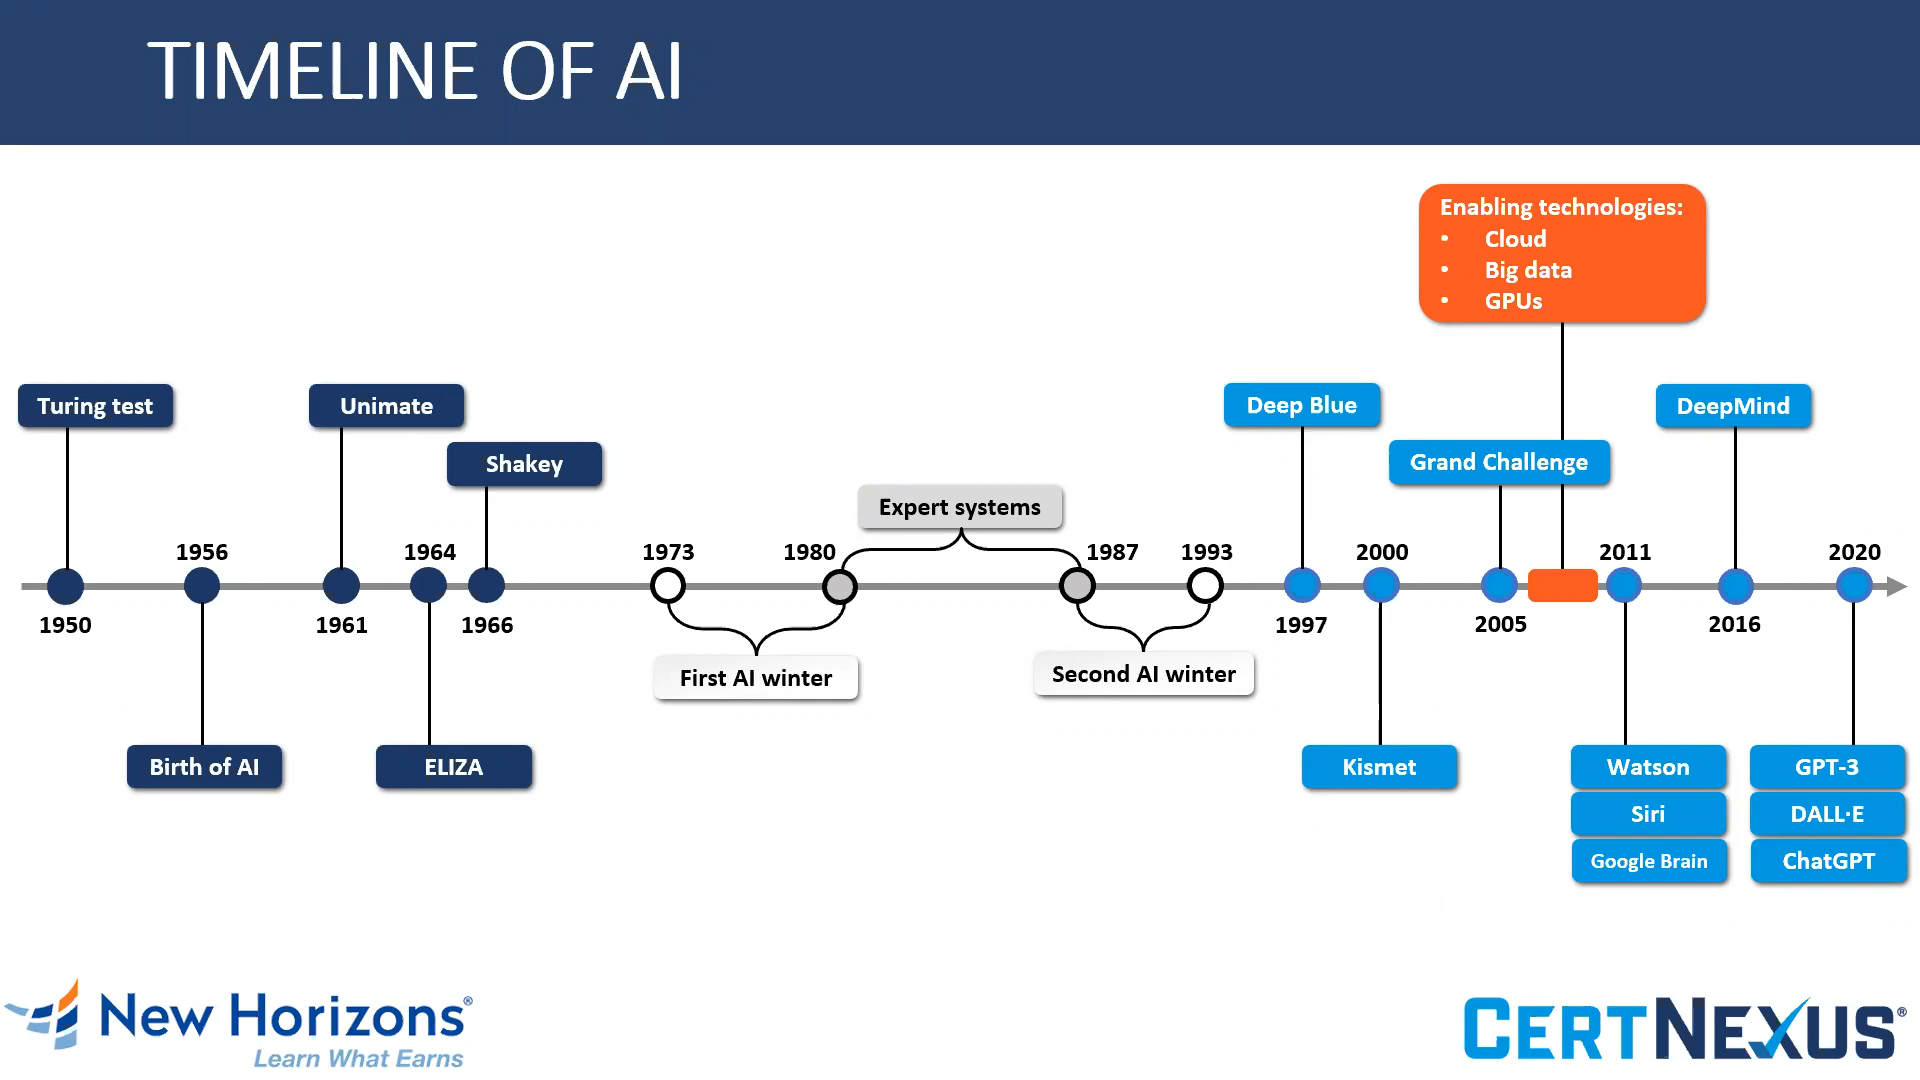 TIMELINE OF AI
Enabling technologies:
• Cloud
• Big data
• GPUs
Turing test
Unimate
Deep Blue
DeepMind
Shakey
Grand Challenge
Expert systems
1956
1964
1973
1980
1987
1993
2000
2011
2020
1950
1961
1966
1997
2005
2016
First AI winter
Second AI winter
Birth of AI
ELIZA
Kismet
Watson
GPT-3
Siri
DALL·E
Google Brain
ChatGPT
New Horizons®
Learn What Earns
CERTNEXUS®